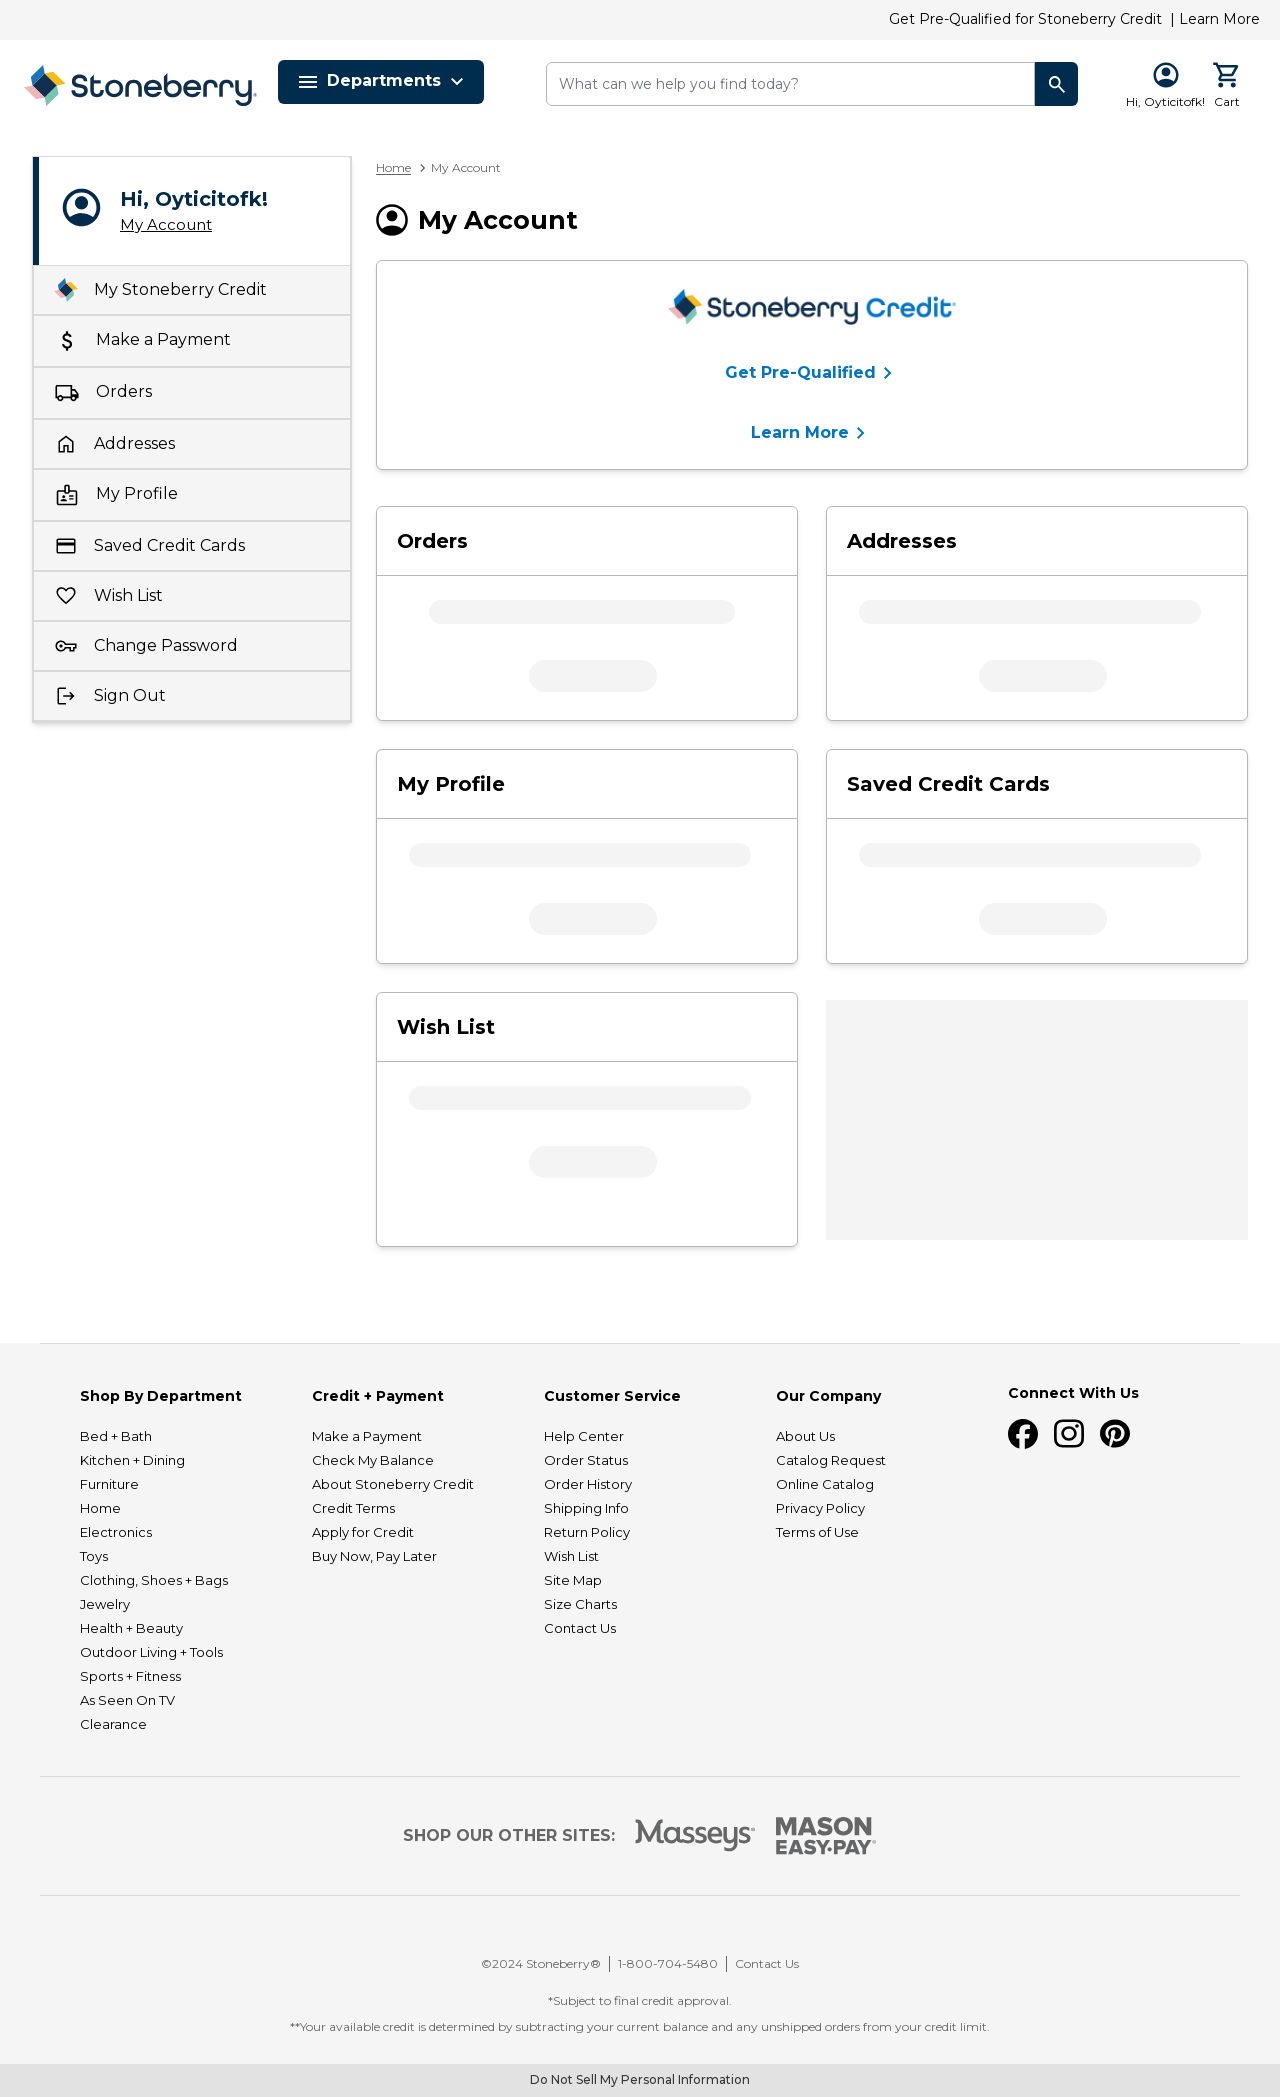 Get Pre-Qualified for Stoneberry Credit | Learn More
Stoneberry®
Departments
What can we help you find today?
Hi, Oyticitofk!
Cart
Hi, Oyticitofk!
My Account
My Stoneberry Credit
Make a Payment
Orders
Addresses
My Profile
Saved Credit Cards
Wish List
Change Password
Sign Out
Home > My Account
My Account
Stoneberry Credit®
Get Pre-Qualified
Learn More
Orders
Addresses
My Profile
Saved Credit Cards
Wish List
Shop By Department
Bed + Bath
Kitchen + Dining
Furniture
Home
Electronics
Toys
Clothing, Shoes + Bags
Jewelry
Health + Beauty
Outdoor Living + Tools
Sports + Fitness
As Seen On TV
Clearance
Credit + Payment
Make a Payment
Check My Balance
About Stoneberry Credit
Credit Terms
Apply for Credit
Buy Now, Pay Later
Customer Service
Help Center
Order Status
Order History
Shipping Info
Return Policy
Wish List
Site Map
Size Charts
Contact Us
Our Company
About Us
Catalog Request
Online Catalog
Privacy Policy
Terms of Use
Connect With Us
SHOP OUR OTHER SITES:
Masseys®
MASON
EASY•PAY®
©2024 Stoneberry® | 1-800-704-5480 | Contact Us
*Subject to final credit approval.
**Your available credit is determined by subtracting your current balance and any unshipped orders from your credit limit.
Do Not Sell My Personal Information